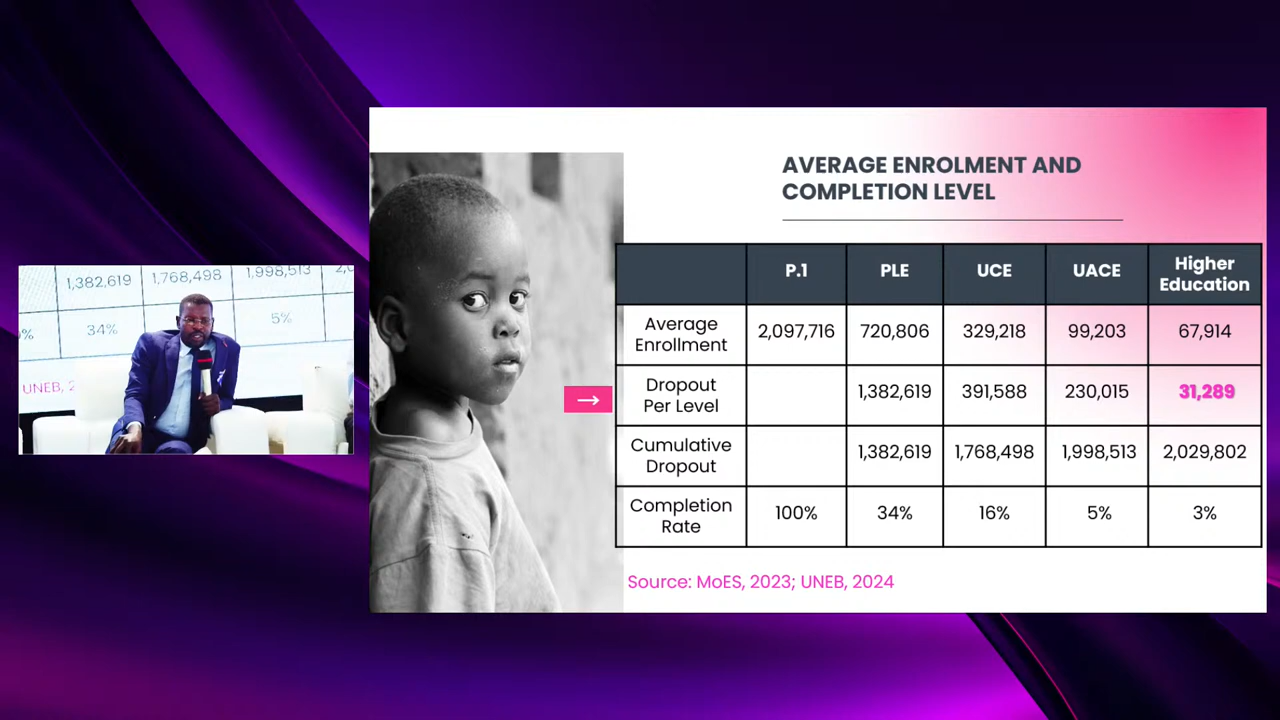 AVERAGE ENROLMENT AND
COMPLETION LEVEL
P.1 PLE UCE UACE Higher
Education
Average
Enrollment 2,097,716 720,806 329,218 99,203 67,914
Dropout
Per Level 1,382,619 391,588 230,015 31,289
Cumulative
Dropout 1,382,619 1,768,498 1,998,513 2,029,802
Completion
Rate 100% 34% 16% 5% 3%
Source: MoES, 2023; UNEB, 2024
1,382,619 1,768,498 1,998,513
34% 5%
UNEB, 2